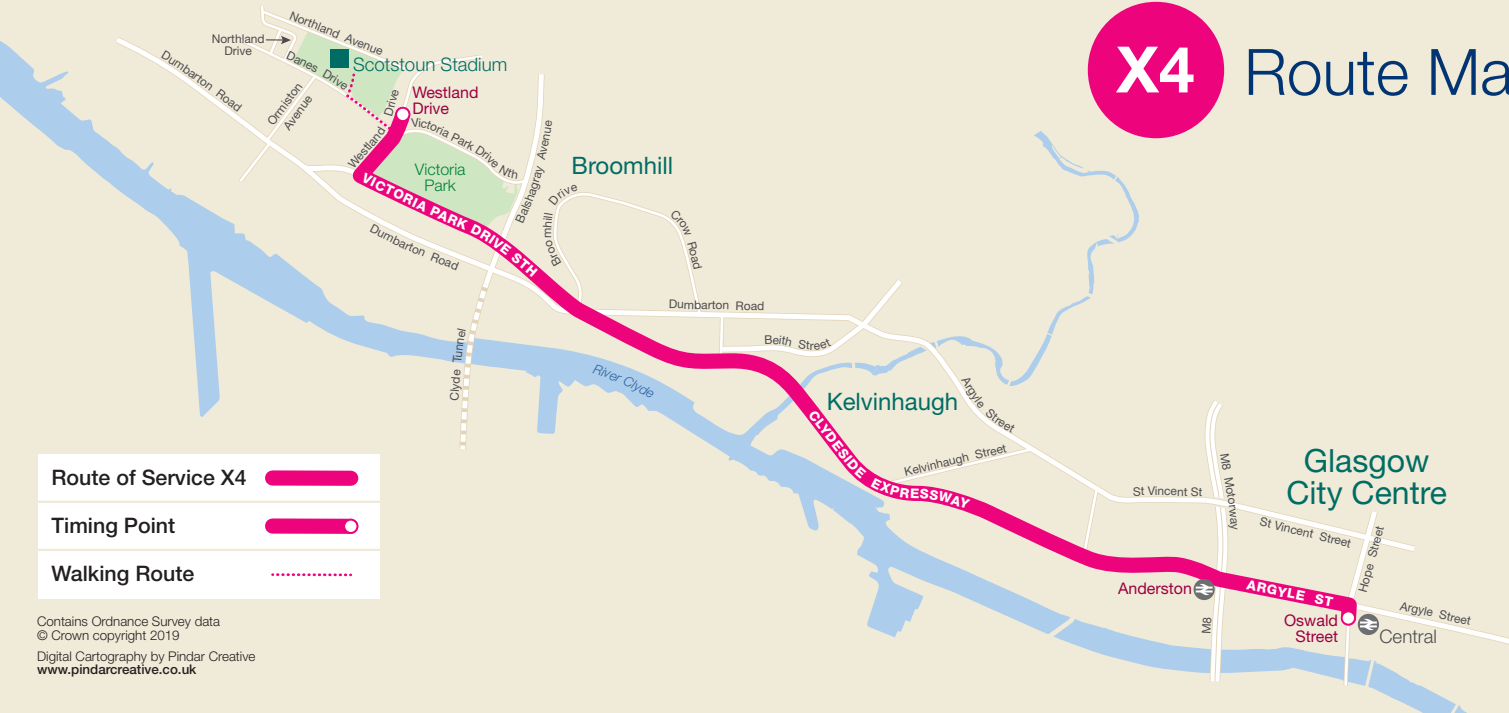 X4 Route Ma
Northland Avenue
Northland
Drive
Danes Drive
Scotstoun Stadium
Dumbarton Road
Ormiston
Avenue
Westland Drive
Westland
Drive
Victoria Park Drive Nth
Victoria
Park
Balshagray Avenue
Broomhill
Broomhill Drive
Crow Road
VICTORIA PARK DRIVE STH
Dumbarton Road
Dumbarton Road
Beith Street
Clyde Tunnel
River Clyde
Kelvinhaugh
Argyle Street
CLYDESIDE EXPRESSWAY
Kelvinhaugh Street
Glasgow
City Centre
St Vincent St
M8 Motorway
St Vincent Street
Hope Street
Anderston
ARGYLE ST
Argyle Street
M8
Oswald
Street
Central
Route of Service X4
Timing Point
Walking Route
Contains Ordnance Survey data
© Crown copyright 2019
Digital Cartography by Pindar Creative
www.pindarcreative.co.uk